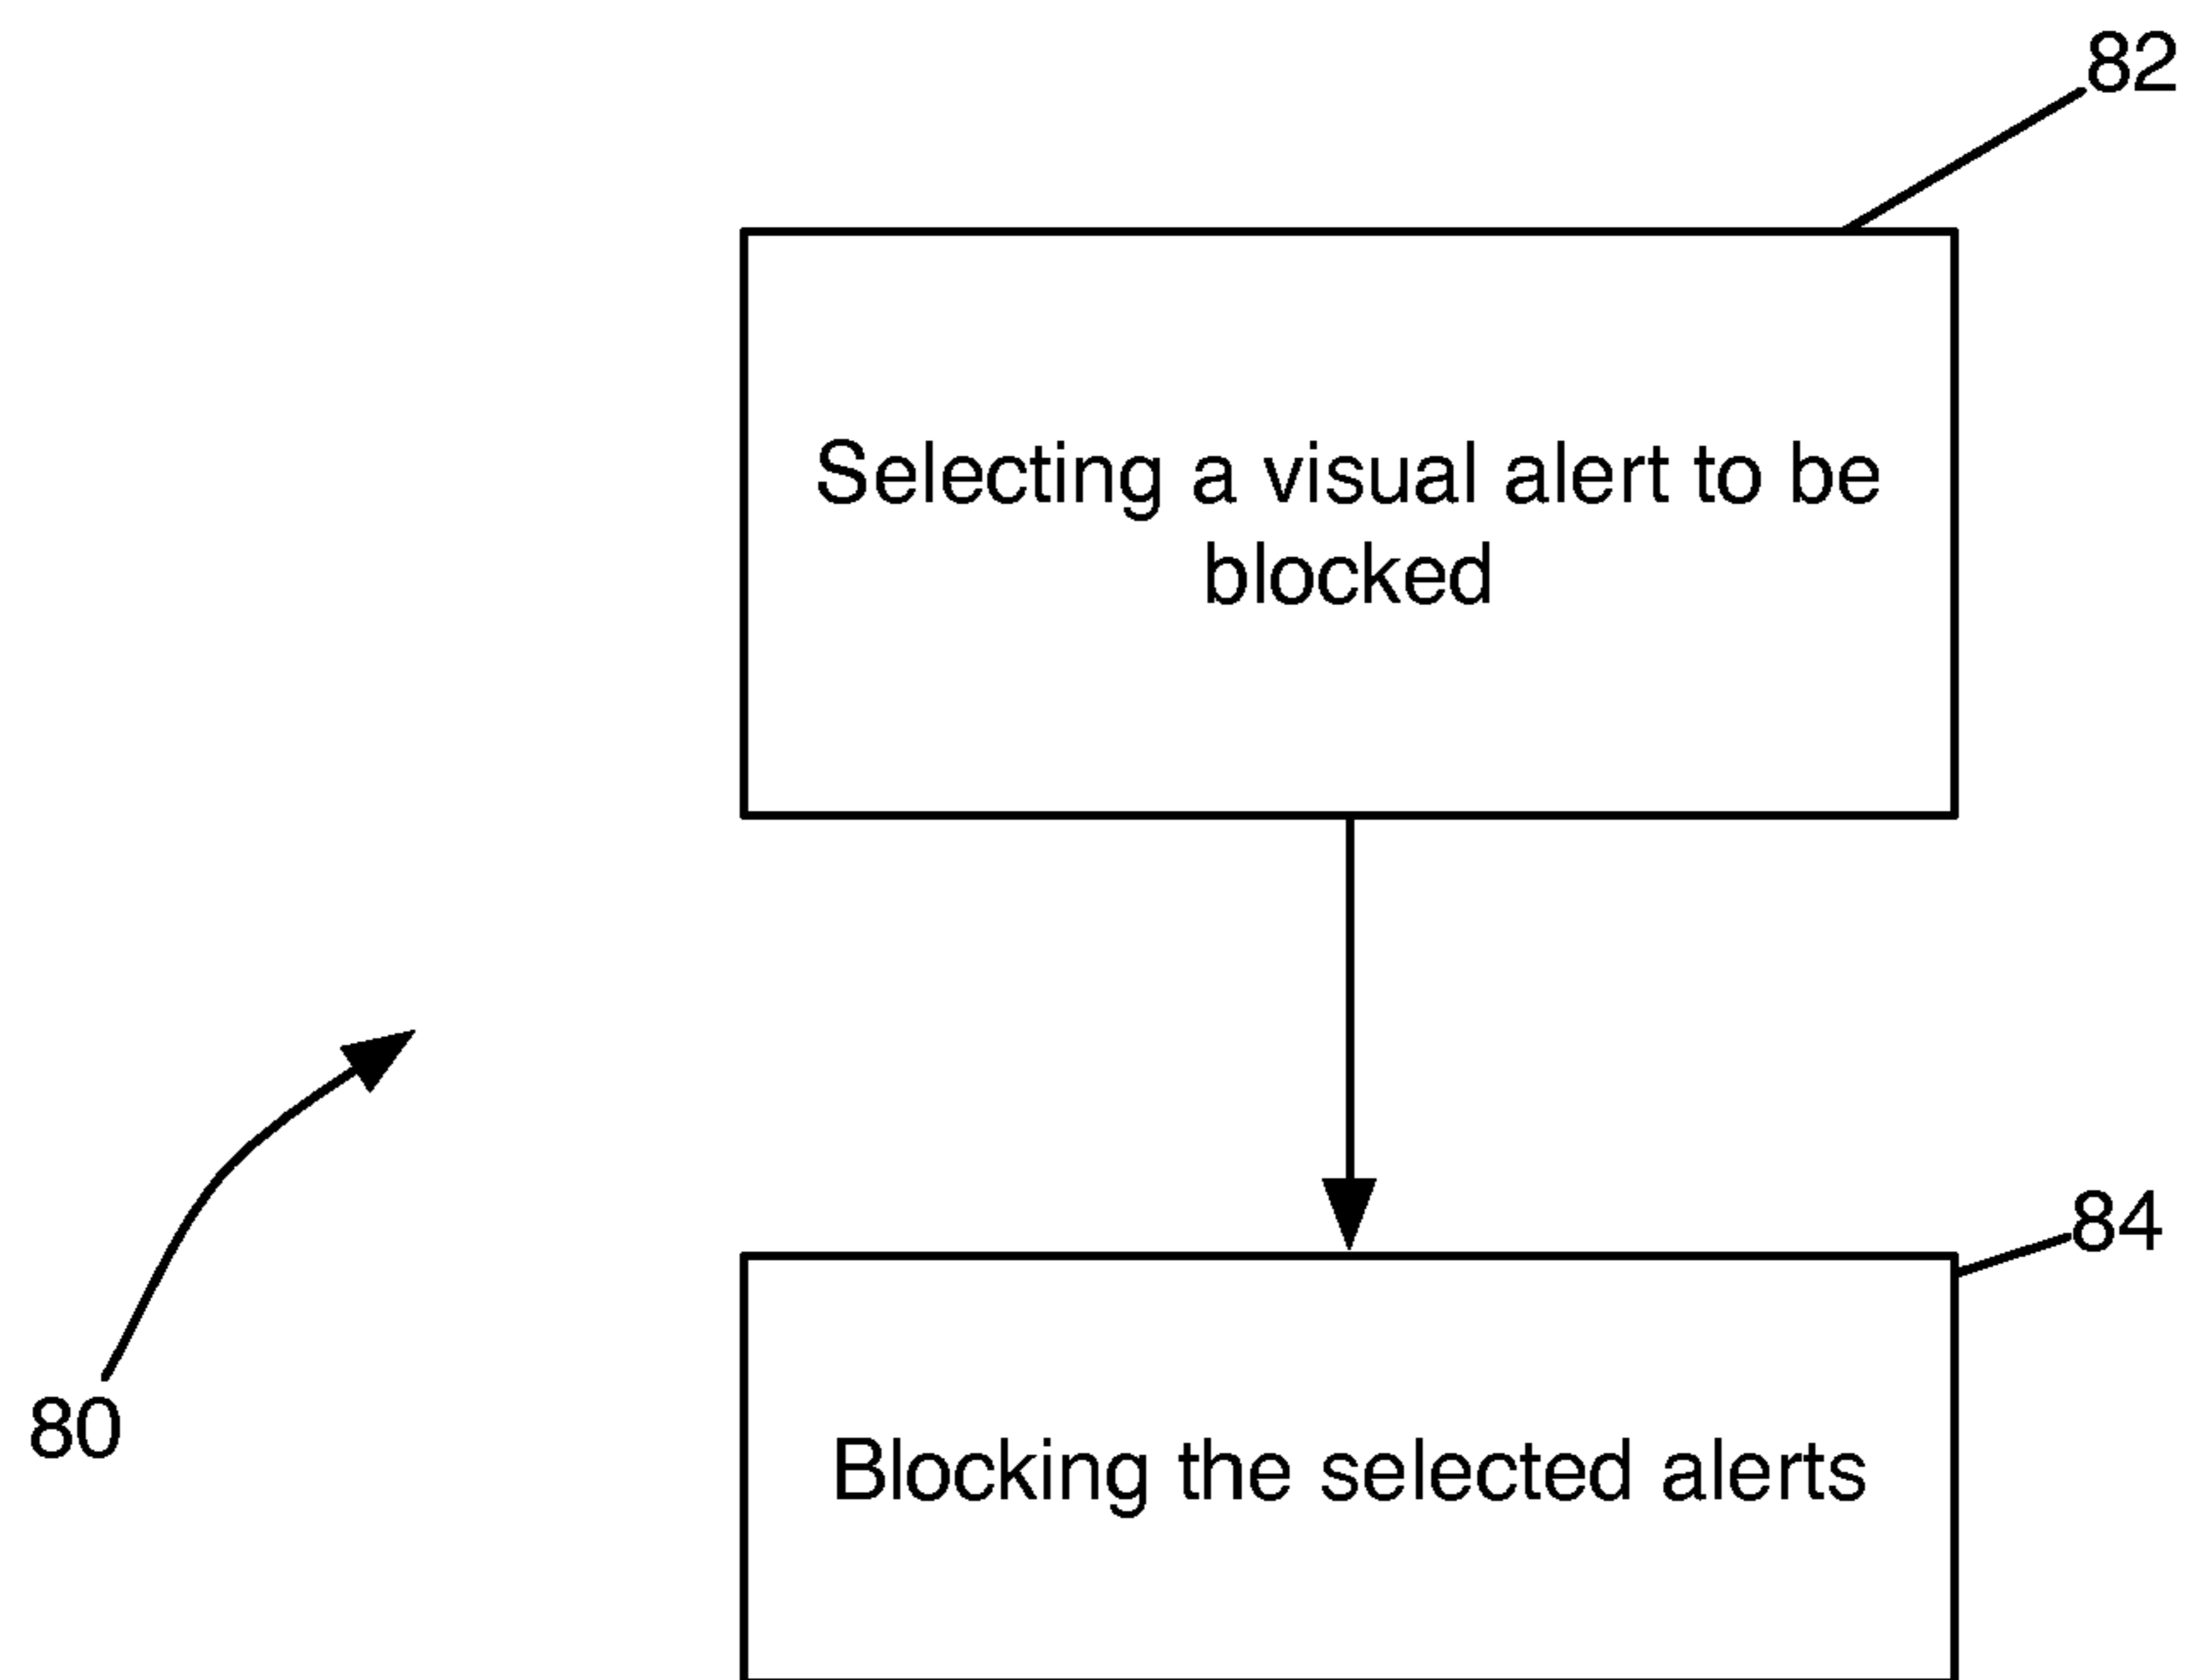 82
Selecting a visual alert to be
blocked
84
80
Blocking the selected alerts